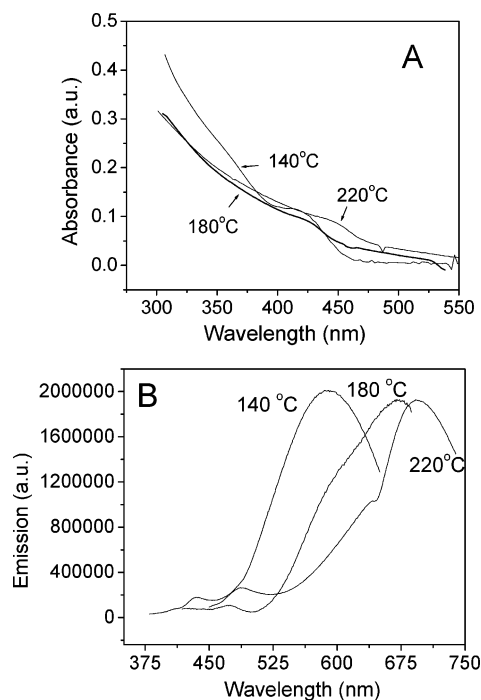 A
0.5
0.4
0.3
0.2
0.1
0.0
Absorbance (a.u.)
140°C
220°C
180°C
300 350 400 450 500 550
Wavelength (nm)
B
2000000
1600000
1200000
800000
400000
0
Emission (a.u.)
140 °C
180 °C
220°C
375 450 525 600 675 750
Wavelength (nm)